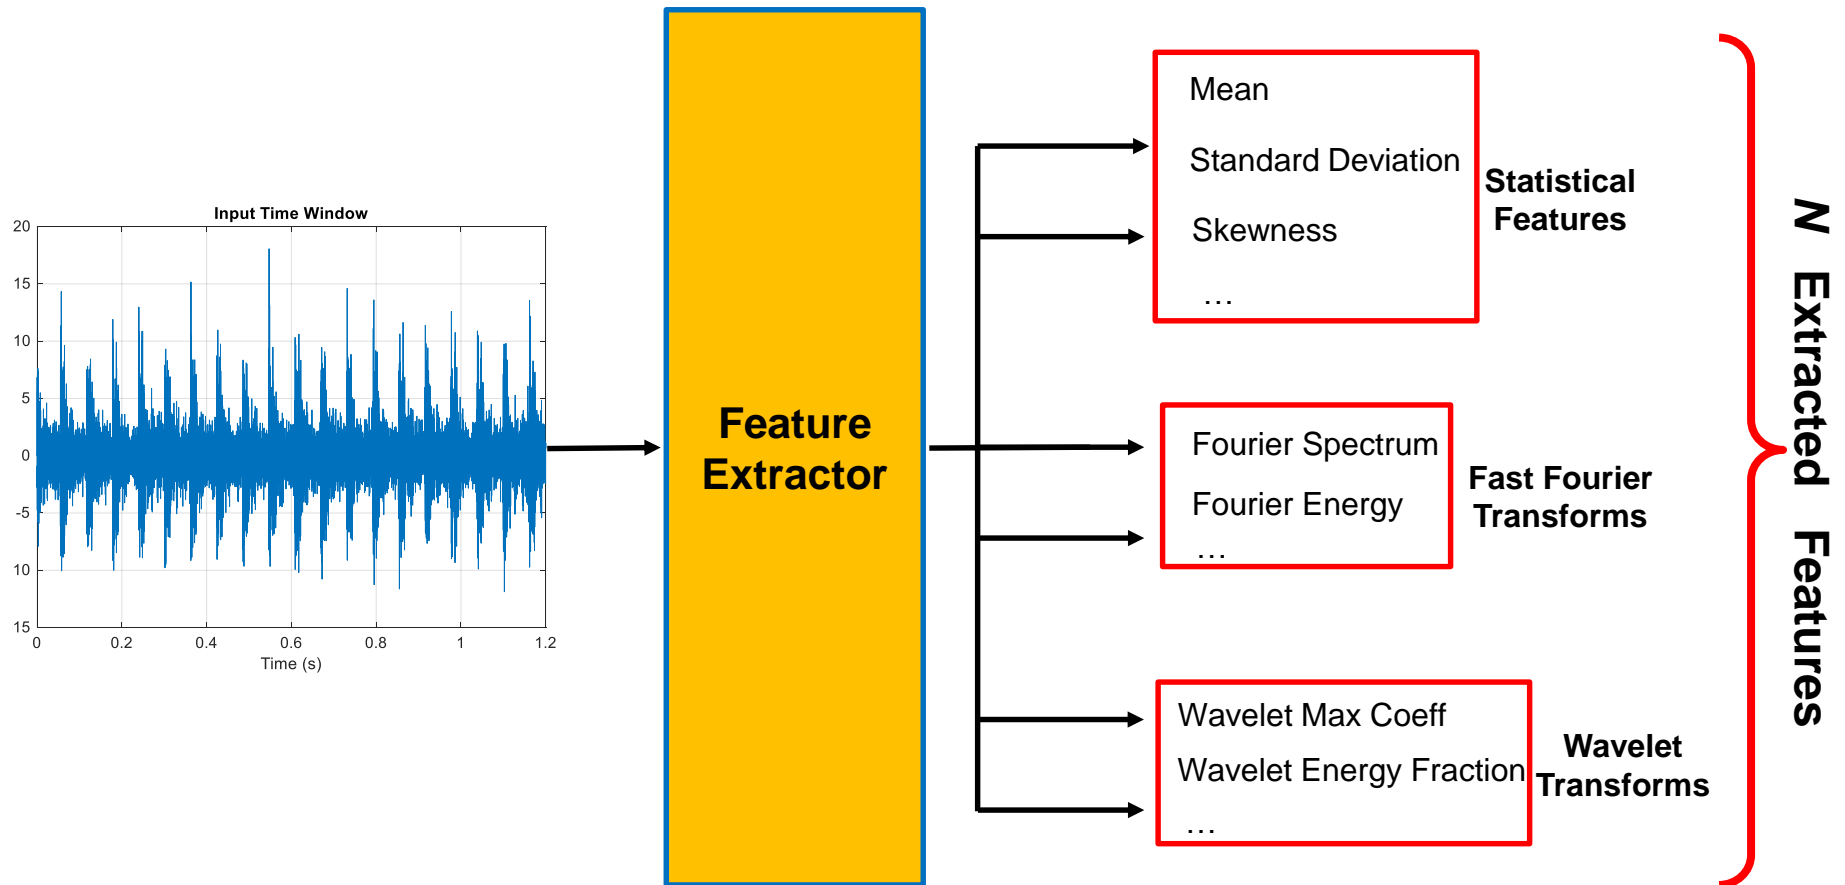 Input Time Window
20
15
10
5
0
-5
10
15
0 0.2 0.4 0.6 0.8 1 1.2
Time (s)
Feature
Extractor
Mean
Standard Deviation
Skewness
...
Statistical
Features
Fourier Spectrum
Fourier Energy
...
Fast Fourier
Transforms
Wavelet Max Coeff
Wavelet Energy Fraction
...
Wavelet
Transforms
N Extracted Features